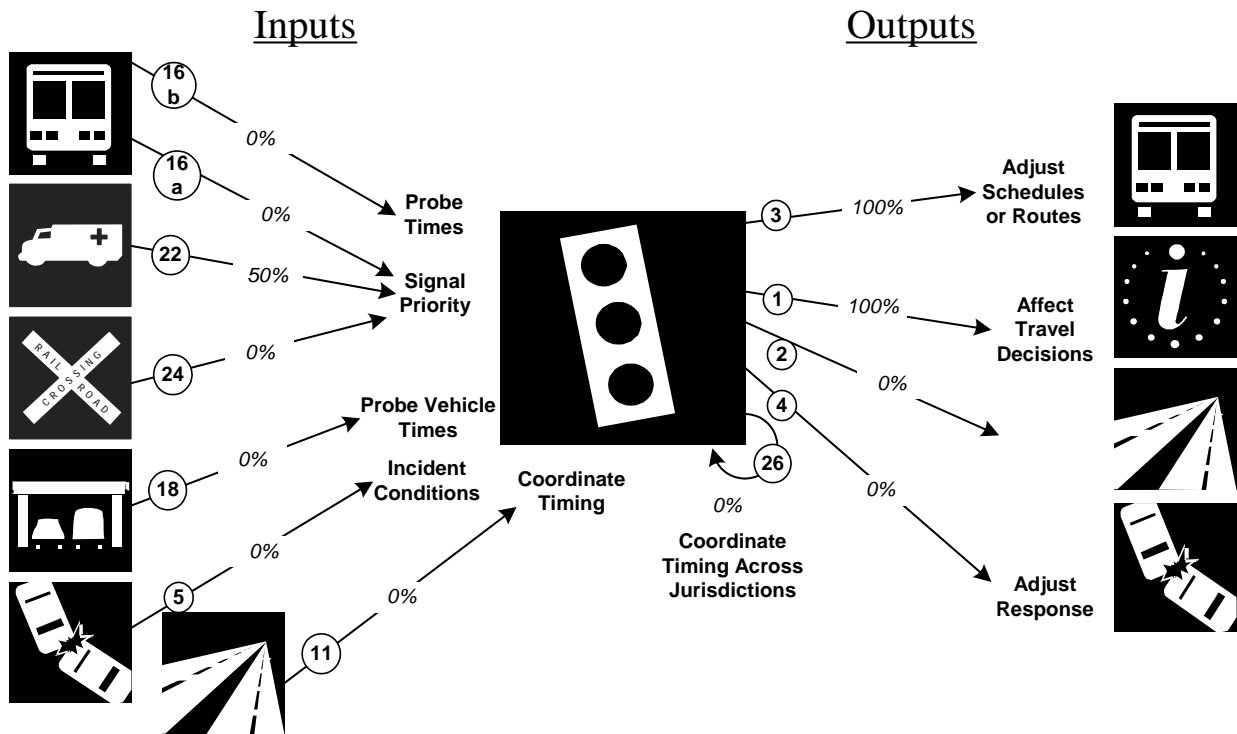 Inputs
Outputs
16
b
0%
16
a
0%
Probe
Times
22
50%
Signal
Priority
RAIL ROAD
CROSSING
24
0%
Probe Vehicle
Times
18
0%
Incident
Conditions
5
0%
Coordinate
Timing
11
0%
26
0%
Coordinate
Timing Across
Jurisdictions
3
100%
Adjust
Schedules
or Routes
1
100%
Affect
Travel
Decisions
i
2
0%
4
0%
Adjust
Response